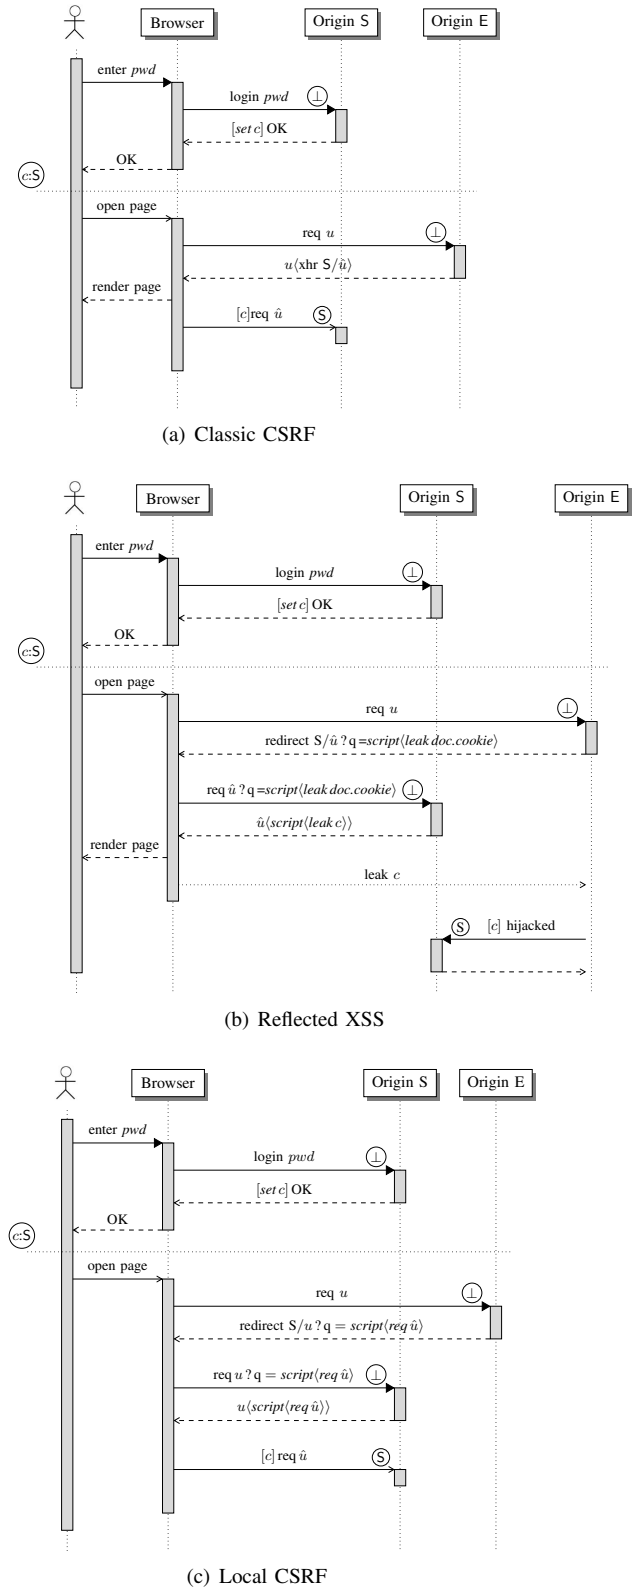 Browser Origin S Origin E
enter pwd
login pwd ⊥
[set c] OK
OK
c:S
open page
req u ⊥
u⟨xhr S/û⟩
render page
[c]req û S
(a) Classic CSRF
Browser Origin S Origin E
enter pwd
login pwd ⊥
[set c] OK
OK
c:S
open page
req u ⊥
redirect S/û ? q =script⟨leak doc.cookie⟩
req û ? q =script⟨leak doc.cookie⟩ ⊥
û⟨script⟨leak c⟩⟩
render page
leak c
S [c] hijacked
(b) Reflected XSS
Browser Origin S Origin E
enter pwd
login pwd ⊥
[set c] OK
OK
c:S
open page
req u ⊥
redirect S/u ? q = script⟨req û⟩
req u ? q = script⟨req û⟩ ⊥
u⟨script⟨req û⟩⟩
[c] req û S
(c) Local CSRF